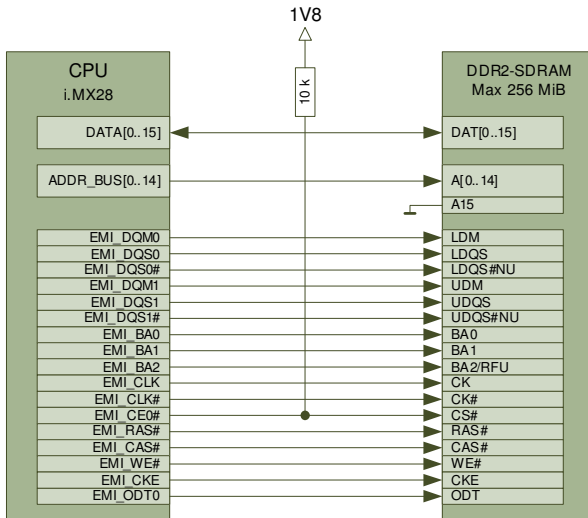 1V8
10 k
CPU
i.MX28
DDR2-SDRAM
Max 256 MiB
DATA[0..15]
DAT[0..15]
ADDR_BUS[0..14]
A[0..14]
A15
EMI_DQM0
LDM
EMI_DQS0
LDQS
EMI_DQS0#
LDQS#NU
EMI_DQM1
UDM
EMI_DQS1
UDQS
EMI_DQS1#
UDQS#NU
EMI_BA0
BA0
EMI_BA1
BA1
EMI_BA2
BA2/RFU
EMI_CLK
CK
EMI_CLK#
CK#
EMI_CE0#
CS#
EMI_RAS#
RAS#
EMI_CAS#
CAS#
EMI_WE#
WE#
EMI_CKE
CKE
EMI_ODT0
ODT